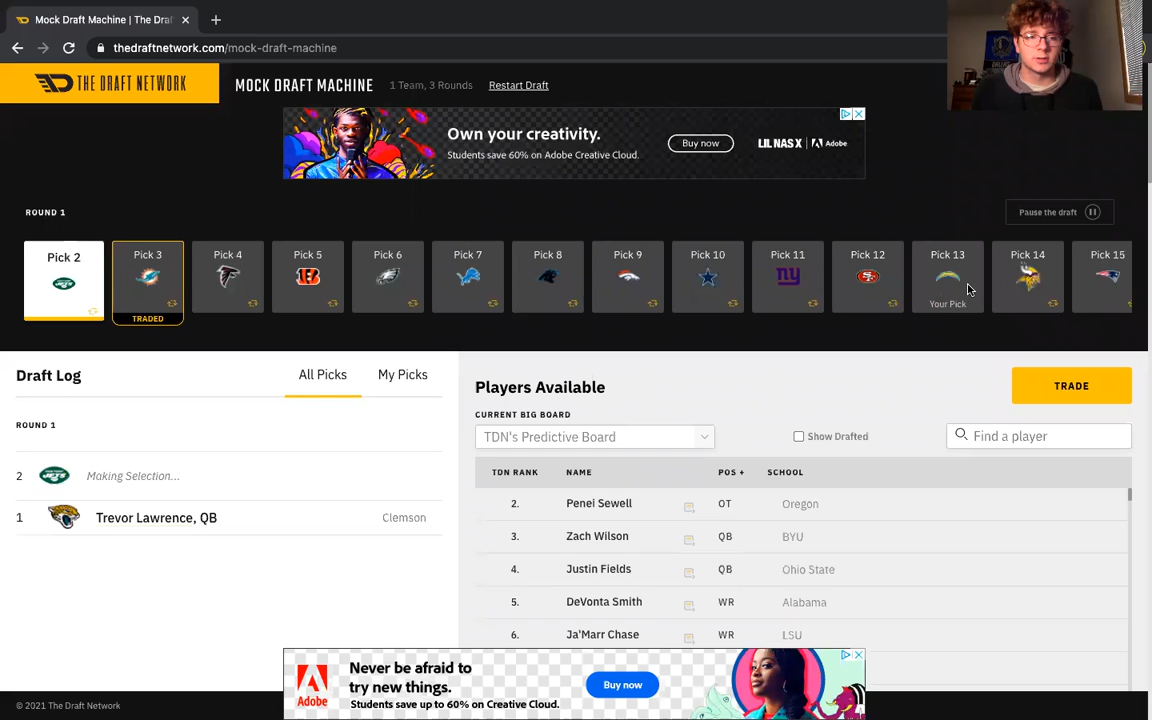 Mock Draft Machine | The Draf
thedraftnetwork.com/mock-draft-machine
THE DRAFT NETWORK
MOCK DRAFT MACHINE
1 Team, 3 Rounds
Restart Draft
Own your creativity.
Students save 60% on Adobe Creative Cloud.
Buy now
LIL NAS X
Adobe
ROUND 1
Pause the draft
Pick 2
Pick 3
Pick 4
Pick 5
Pick 6
Pick 7
Pick 8
Pick 9
Pick 10
Pick 11
Pick 12
Pick 13
Pick 14
Pick 15
Your Pick
TRADED
Draft Log
All Picks
My Picks
ROUND 1
2 JETS Making Selection...
1 Trevor Lawrence, QB Clemson
Players Available
TRADE
CURRENT BIG BOARD
TDN's Predictive Board
Show Drafted
Find a player
TDN RANK NAME POS + SCHOOL
2. Penei Sewell OT Oregon
3. Zach Wilson QB BYU
4. Justin Fields QB Ohio State
5. DeVonta Smith WR Alabama
6. Ja'Marr Chase WR LSU
Adobe
Never be afraid to
try new things.
Students save up to 60% on Creative Cloud.
Buy now
© 2021 The Draft Network